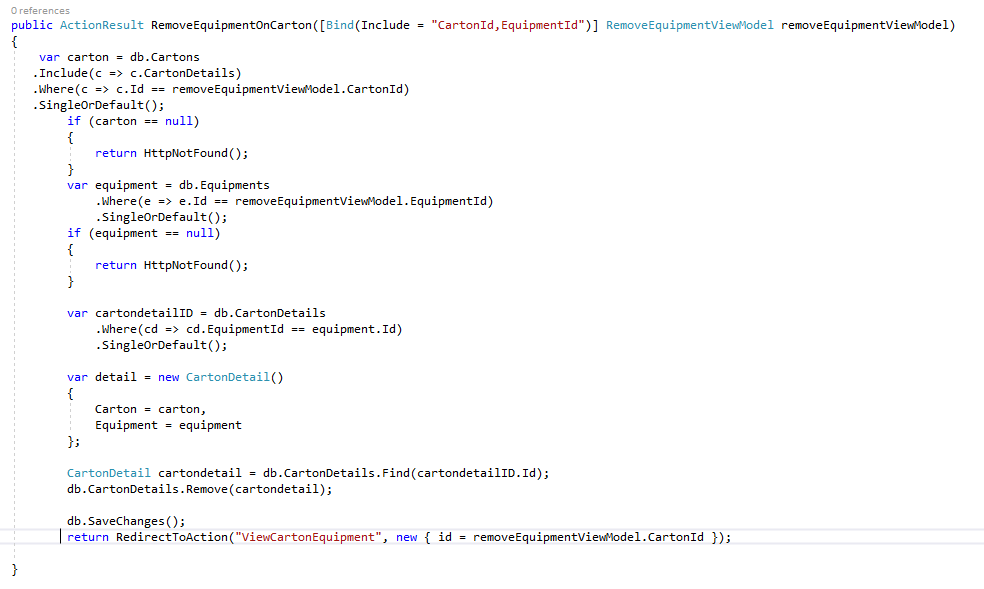 0 references
public ActionResult RemoveEquipmentOnCarton([Bind(Include = "CartonId,EquipmentId")] RemoveEquipmentViewModel removeEquipmentViewModel)
{
var carton = db.Cartons
.Include(c => c.CartonDetails)
.Where(c => c.Id == removeEquipmentViewModel.CartonId)
.SingleOrDefault();
if (carton == null)
{
return HttpNotFound();
}
var equipment = db.Equipments
.Where(e => e.Id == removeEquipmentViewModel.EquipmentId)
.SingleOrDefault();
if (equipment == null)
{
return HttpNotFound();
}
var cartondetailID = db.CartonDetails
.Where(cd => cd.EquipmentId == equipment.Id)
.SingleOrDefault();
var detail = new CartonDetail()
{
Carton = carton,
Equipment = equipment
};
CartonDetail cartondetail = db.CartonDetails.Find(cartondetailID.Id);
db.CartonDetails.Remove(cartondetail);
db.SaveChanges();
return RedirectToAction("ViewCartonEquipment", new { id = removeEquipmentViewModel.CartonId });
}